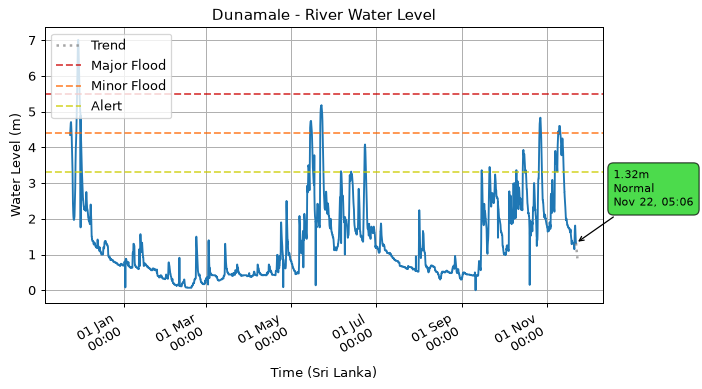 Dunamale - River Water Level
Water Level (m)
7
6
5
4
3
2
1
0
Trend
Major Flood
Minor Flood
Alert
1.32m
Normal
Nov 22, 05:06
01 Jan
00:00
01 Mar
00:00
01 May
00:00
01 Jul
00:00
01 Sep
00:00
01 Nov
00:00
Time (Sri Lanka)